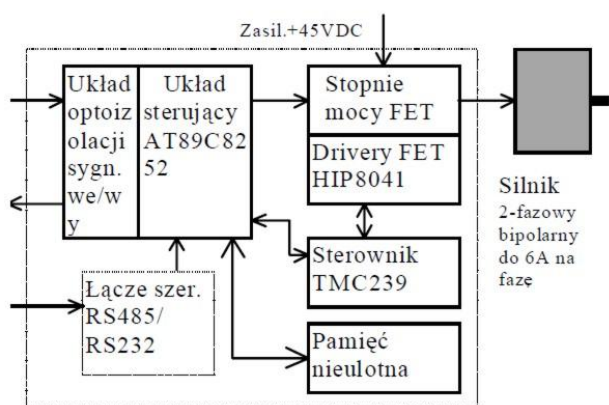 Zasil.+45VDC
Układ
optoiz
olacji
sygn.
we/w
y
Układ
sterujący
AT89C82
52
Stopnie
mocy FET
Drivery FET
HIP8041
Silnik
2-fazowy
bipolarny
do 6A na
fazę
Sterownik
TMC239
Łącze szer.
RS485/
RS232
Pamięć
nieulotna